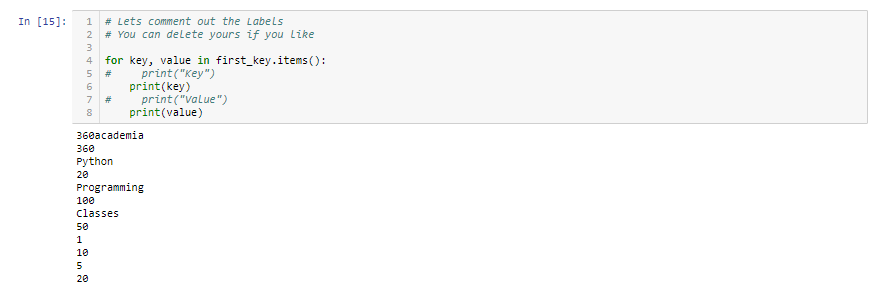 In [15]:
1 # Lets comment out the Labels
2 # You can delete yours if you like
3
4 for key, value in first_key.items():
5 #     print("Key")
6     print(key)
7 #     print("Value")
8     print(value)
360academia
360
Python
20
Programming
100
Classes
50
1
10
5
20